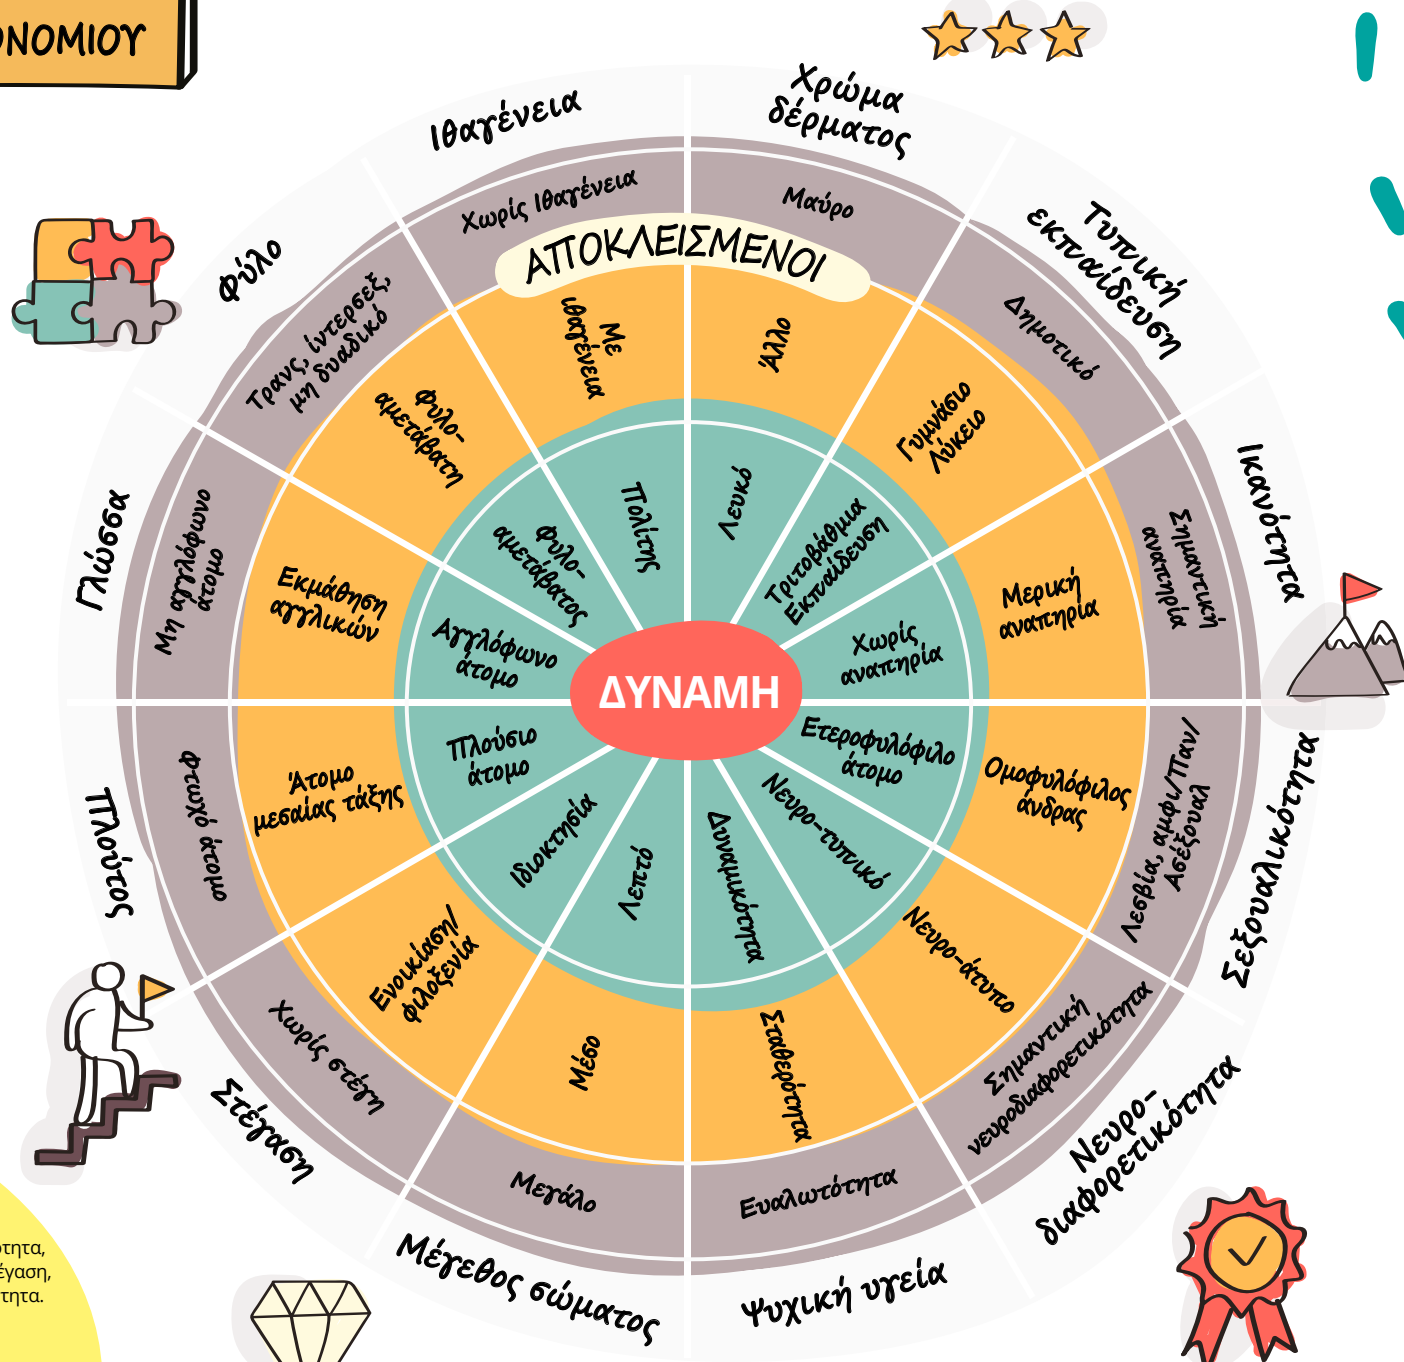 ΟΝΟΜΙΟΥ
Ιθαγένεια
Χρώμα
δέρματος
Τυπική
εκπαίδευση
Ικανότητα
Σεξουαλικότητα
Νευρο-
διαφορετικότητα
Ψυχική υγεία
Μέγεθος σώματος
Στέγαση
Πλούτος
Γλώσσα
Φύλο
ΑΠΟΚΛΕΙΣΜΕΝΟΙ
Χωρίς Ιθαγένεια
Μαύρο
Δημοτικό
Σημαντική
αναπηρία
Λεσβία, αμφι/Παν/
Ασέξουαλ
Σημαντική
νευροδιαφορετικότητα
Ευαλωτότητα
Μεγάλο
Χωρίς στέγη
Φτωχό άτομο
Μη αγγλόφωνο
άτομο
Τρανς, ίντερσεξ,
μη δυαδικό
Με
ιθαγένεια
Άλλο
Γυμνάσιο
Λύκειο
Μερική
αναπηρία
Ομοφυλόφιλος
άνδρας
Νευρο-άτυπο
Σταθερότητα
Μέσο
Ενοικίαση/
φιλοξενία
Άτομο
μεσαίας τάξης
Εκμάθηση
αγγλικών
Φυλο-
αμετάβατη
Πολίτης
Λευκό
Τριτοβάθμια
Εκπαίδευση
Χωρίς
αναπηρία
Ετεροφυλόφιλο
άτομο
Νευρο-τυπικό
Δυναμικότητα
Λεπτό
Ιδιοκτησία
Πλούσιο
άτομο
Αγγλόφωνο
άτομο
Φυλο-
αμετάβατος
ΔΥΝΑΜΗ
ότητα,
έγαση,
τητα.